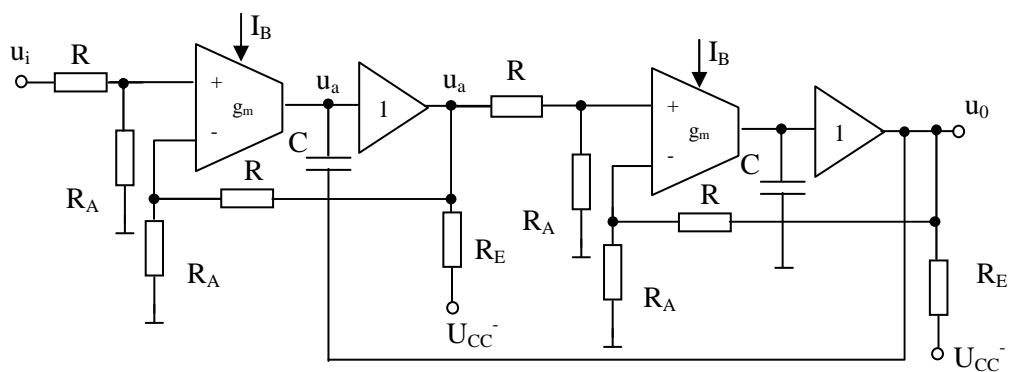 I_B
u_i
R
+
g_m
-
u_a
1
u_a
C
R
R_A
R_A
R_E
U_CC^-
R
I_B
+
g_m
-
1
u_0
C
R
R_A
R_A
R_E
U_CC^-